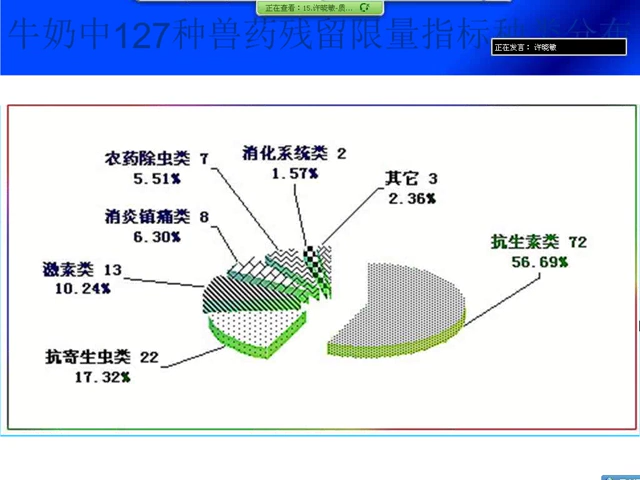 正在查看：15.许晓敏-质...
牛奶中127种兽药残留限量指标种类分布
正在发言： 许晓敏
农药除虫类 7
5.51%
消化系统类 2
1.57%
其它 3
2.36%
消炎镇痛类 8
6.30%
抗生素类 72
56.69%
激素类 13
10.24%
抗寄生虫类 22
17.32%